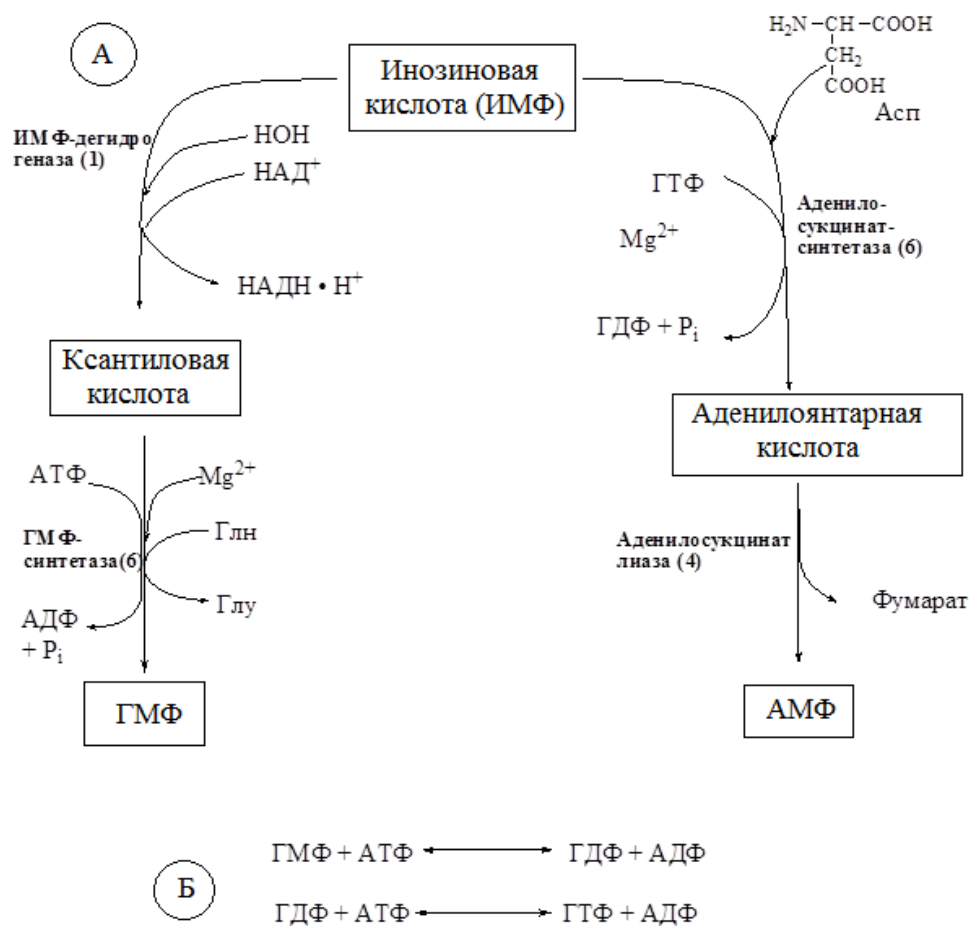 А
Инозиновая
кислота (ИМФ)
H₂N–CH–COOH
CH₂
COOH
Асп
ИМФ-дегидро
геназа (1)
НОН
НАД⁺
НАДН • Н⁺
ГТФ
Mg²⁺
ГДФ + Pᵢ
Аденило-
сукцинат-
синтетаза (6)
Ксантиловая
кислота
Аденилоянтарная
кислота
АТФ
Mg²⁺
ГМФ-
синтетаза(6)
Глн
Глу
АДФ
+ Pᵢ
Аденилосукцинат
лиаза (4)
Фумарат
ГМФ
АМФ
Б
ГМФ + АТФ ⟷ ГДФ + АДФ
ГДФ + АТФ ⟷ ГТФ + АДФ